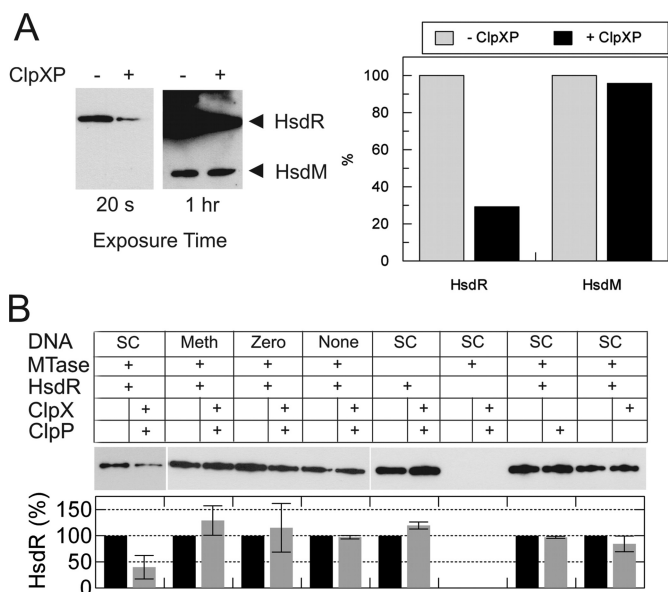 A
ClpXP - + - +
HsdR
HsdM
20 s 1 hr
Exposure Time
- ClpXP + ClpXP
100
80
60
40
20
0
%
HsdR HsdM
B
DNA SC Meth Zero None SC SC SC SC
MTase + + + + + + +
HsdR + + + + + + +
ClpX + + + + + + +
ClpP + + + + + + +
HsdR (%)
150
100
50
0